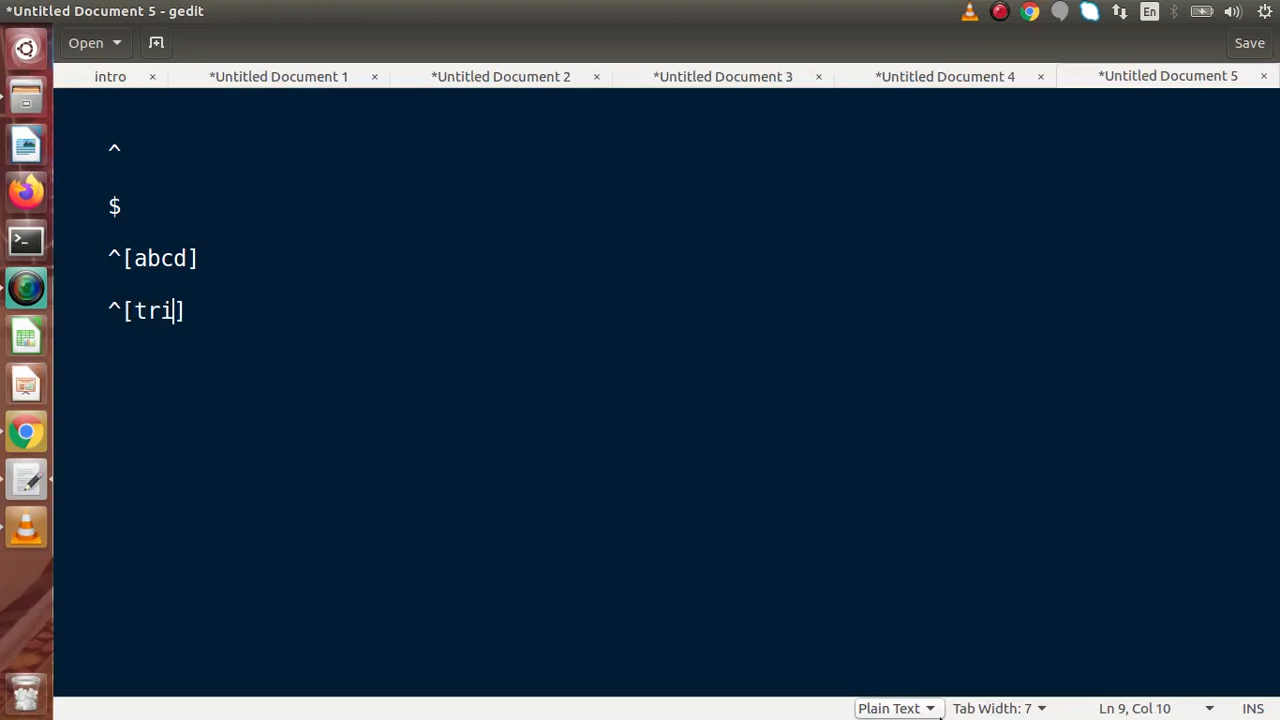 *Untitled Document 5 - gedit
En
Open
Save
intro × *Untitled Document 1 × *Untitled Document 2 × *Untitled Document 3 × *Untitled Document 4 × *Untitled Document 5 ×
^
$
^[abcd]
^[tri]
Plain Text Tab Width: 7 Ln 9, Col 10 INS